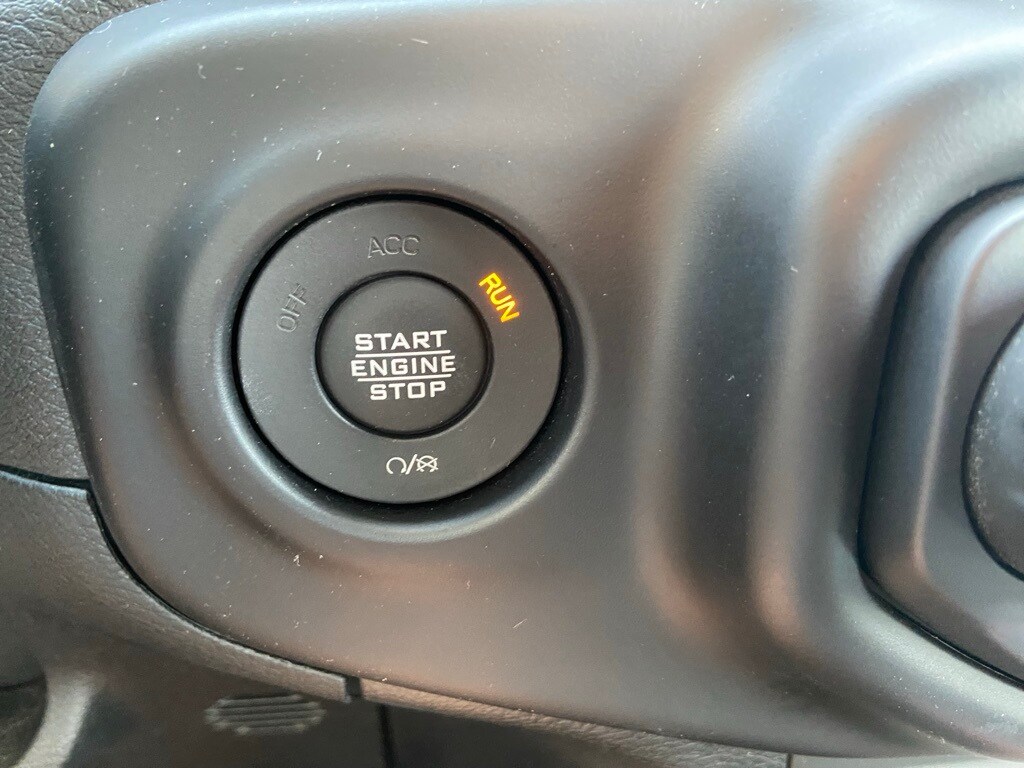 ACC
OFF
RUN
START
ENGINE
STOP